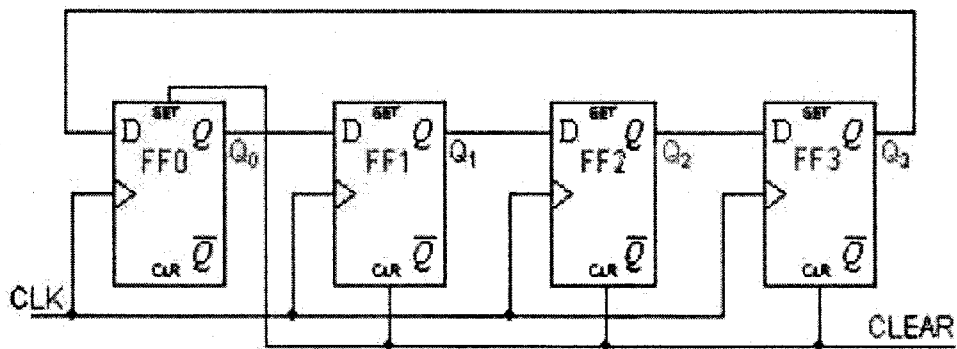 SET SET SET SET
D Q D Q D Q D Q
FF0 Q₀ FF1 Q₁ FF2 Q₂ FF3 Q₃
Q̅ Q̅ Q̅ Q̅
CLR CLR CLR CLR
CLK
CLEAR